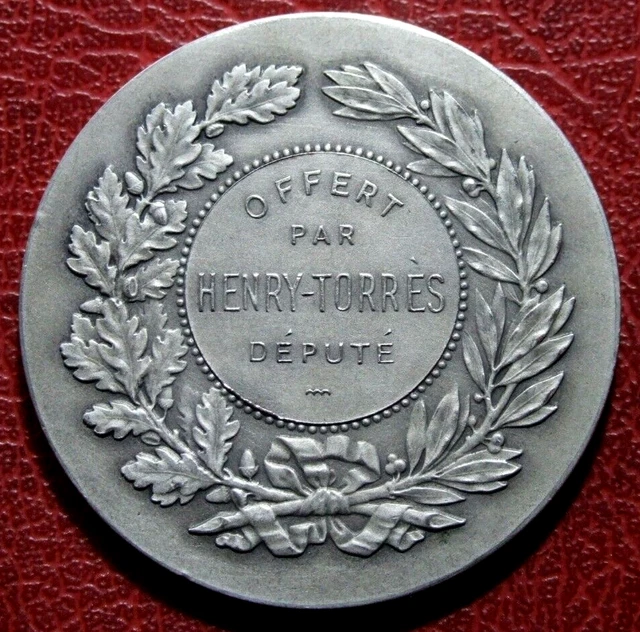 OFFERT
PAR
HENRY-TORRÈS
DÉPUTÉ